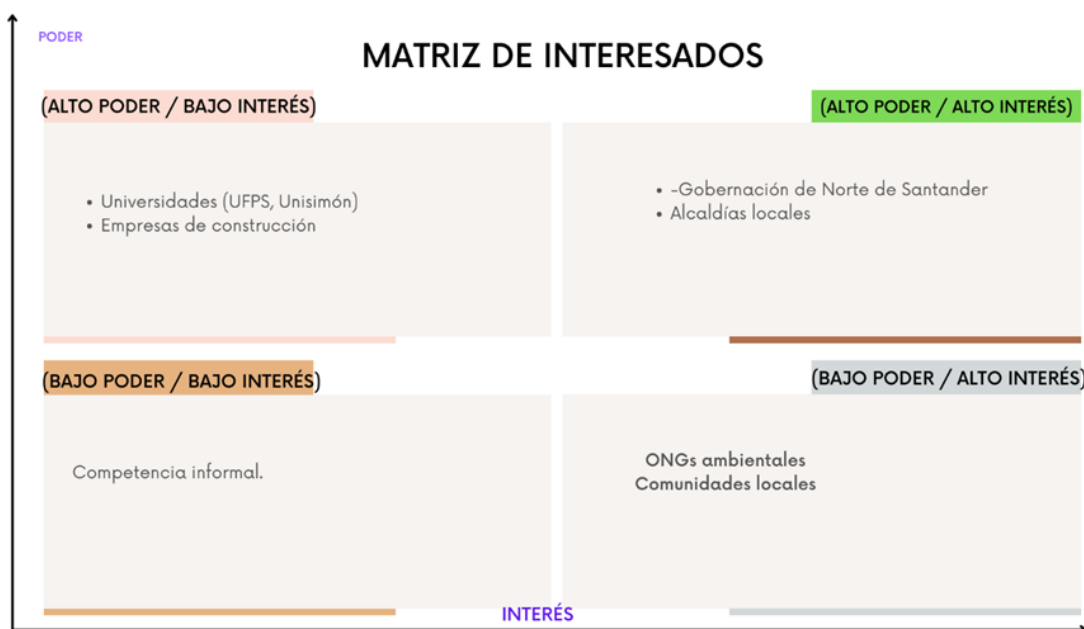 PODER
MATRIZ DE INTERESADOS
(ALTO PODER / BAJO INTERÉS)
• Universidades (UFPS, Unisimón)
• Empresas de construcción
(ALTO PODER / ALTO INTERÉS)
• -Gobernación de Norte de Santander
• Alcaldías locales
(BAJO PODER / BAJO INTERÉS)
Competencia informal.
(BAJO PODER / ALTO INTERÉS)
ONGs ambientales
Comunidades locales
INTERÉS